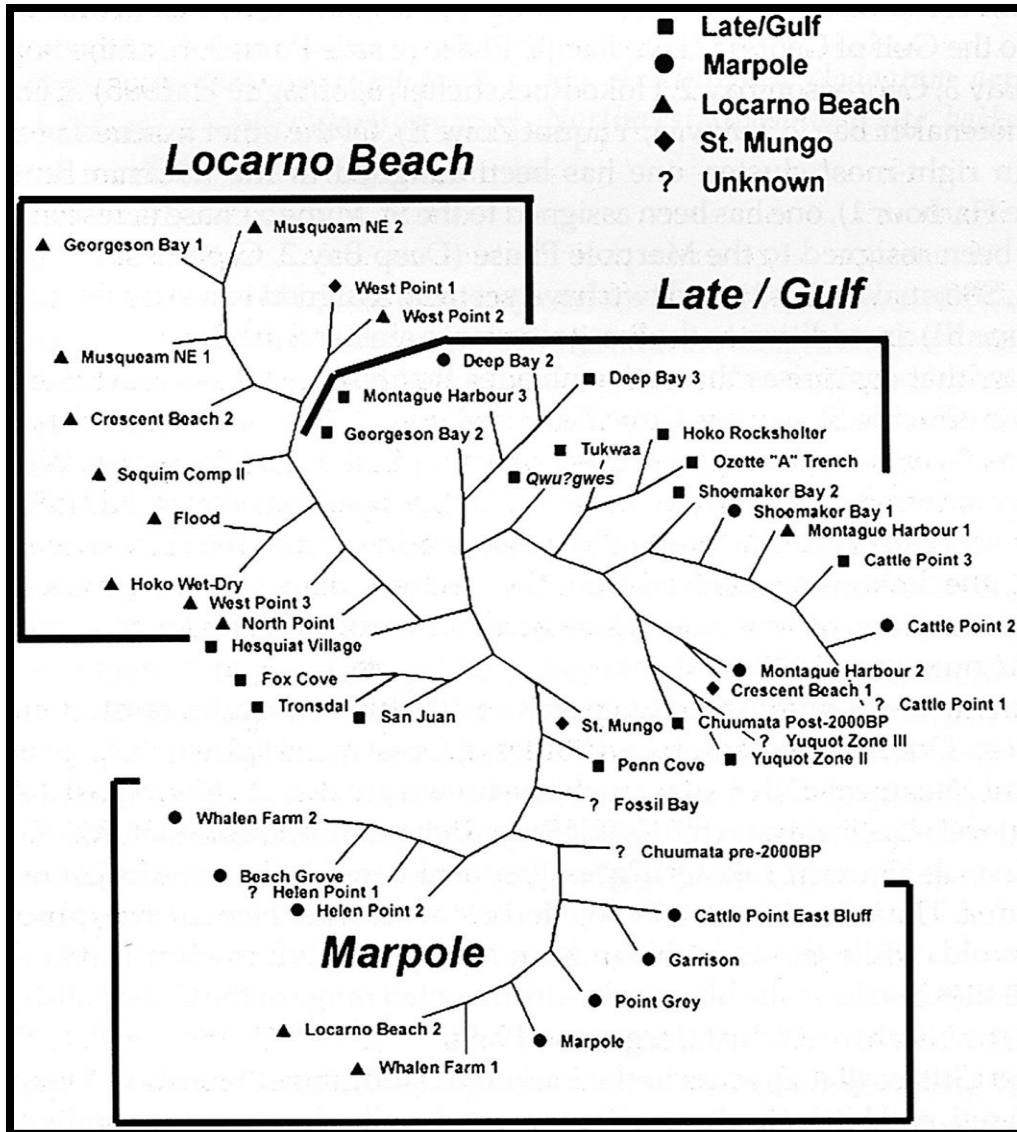 Late/Gulf
Marpole
Locarno Beach
St. Mungo
? Unknown
Locarno Beach
Georgeson Bay 1
Musqueam NE 2
West Point 1
West Point 2
Late / Gulf
Musqueam NE 1
Deep Bay 2
Deep Bay 3
Montague Harbour 3
Crescent Beach 2
Georgeson Bay 2
Hoko Rockshelter
Tukwaa
Ozette "A" Trench
Sequim Comp II
Qwu?gwes
Shoemaker Bay 2
Shoemaker Bay 1
Flood
Montague Harbour 1
Cattle Point 3
Hoko Wet-Dry
West Point 3
North Point
Cattle Point 2
Hesquiat Village
Montague Harbour 2
Fox Cove
Crescent Beach 1
? Cattle Point 1
Tronsdal
San Juan
St. Mungo
Chuumata Post-2000BP
? Yuquot Zone III
Yuquot Zone II
Penn Cove
? Fossil Bay
Whalen Farm 2
? Chuumata pre-2000BP
Beach Grove
? Helen Point 1
Helen Point 2
Cattle Point East Bluff
Marpole
Garrison
Point Grey
Locarno Beach 2
Marpole
Whalen Farm 1